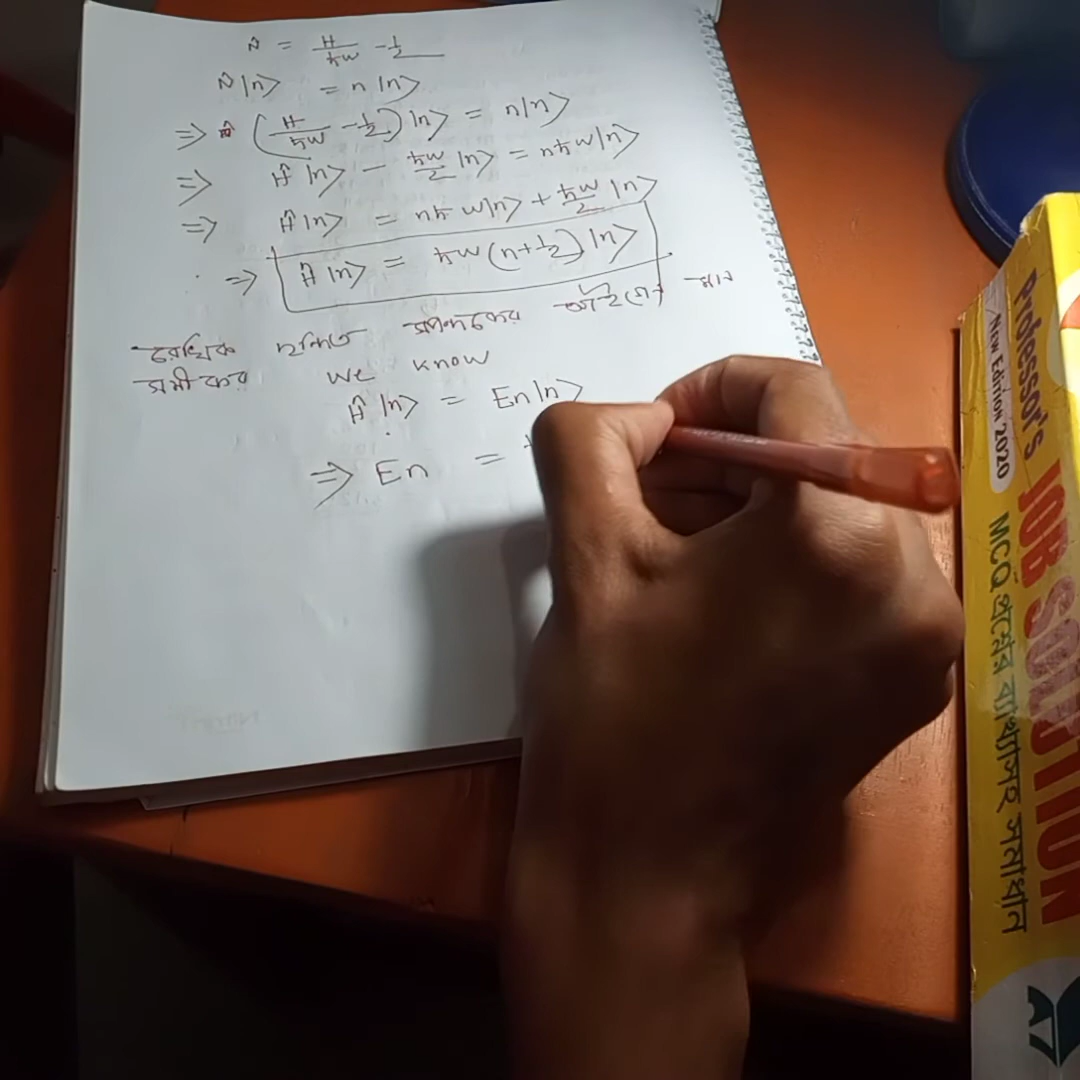 N̂ = H/ħω - 1/2
N̂|n> = n|n>
⇒ (H/ħω - 1/2)|n> = n|n>
⇒ Ĥ|n> - ħω/2|n> = nħω|n>
⇒ Ĥ|n> = nħω|n> + ħω/2|n>
⇒ Ĥ|n> = ħω(n+1/2)|n>
we know
Ĥ|n> = En|n>
⇒ En =
Professor's JOB SOLUTION
New Edition 2020
MCQ প্রশ্নের ব্যাখ্যাসহ সমাধান